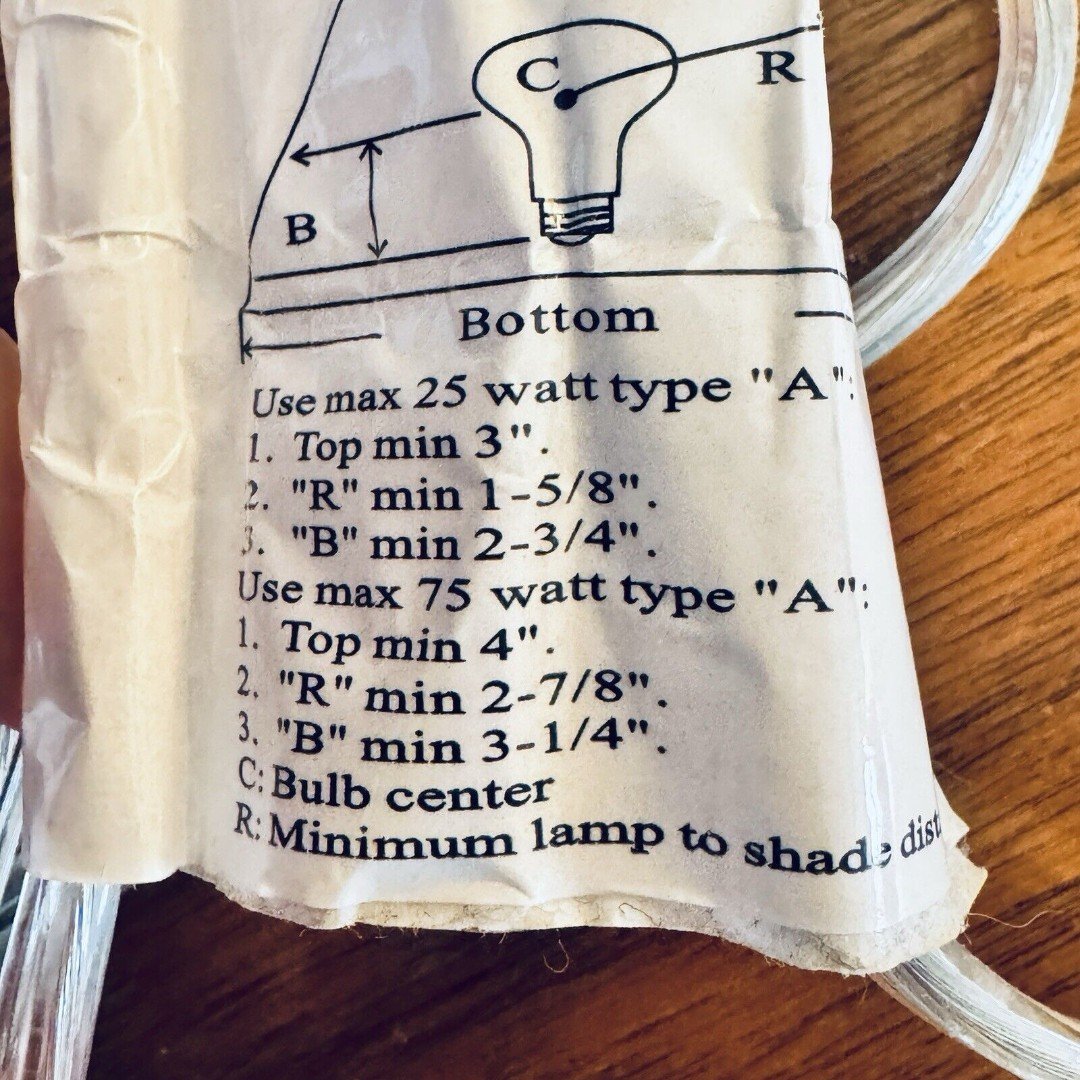 C
R
B
Bottom
Use max 25 watt type "A":
1. Top min 3".
2. "R" min 1-5/8".
3. "B" min 2-3/4".
Use max 75 watt type "A":
1. Top min 4".
2. "R" min 2-7/8".
3. "B" min 3-1/4".
C: Bulb center
R: Minimum lamp to shade